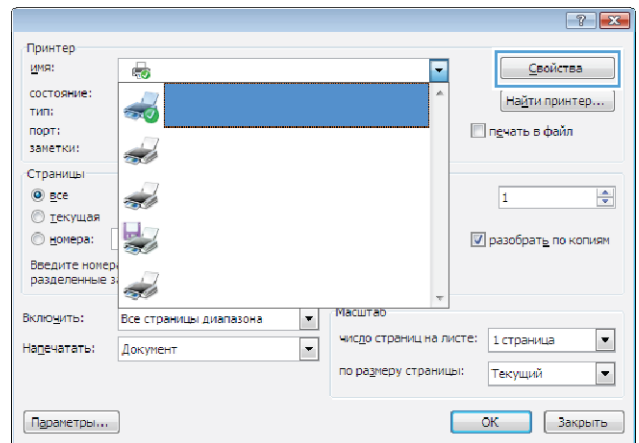 Принтер
имя:
Свойства
состояние:
Найти принтер...
тип:
порт:
печать в файл
заметки:
Страницы
все
1
текущая
номера:
разобрать по копиям
Введите номер
разделенные з
Включить:
Все страницы диапазона
Масштаб
число страниц на листе:
1 страница
Напечатать:
Документ
по размеру страницы:
Текущий
Параметры...
OK
Закрыть